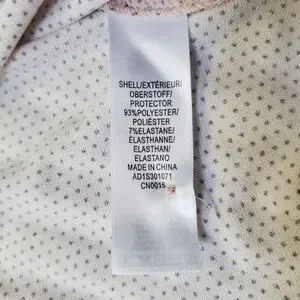 SHELL/EXTÉRIEUR/
OBERSTOFF/
PROTECTOR
93%POLYESTER/
POLIÉSTER
7%ELASTANE/
ÉLASTHANNE/
ELASTHAN/
ELASTANO
MADE IN CHINA
AD1S301071
CN0016